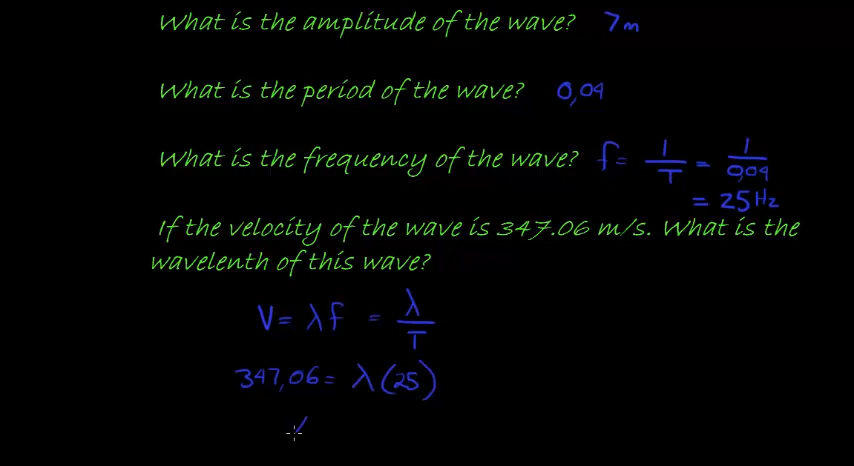 What is the amplitude of the wave? 7m
What is the period of the wave? 0,04
What is the frequency of the wave? f = 1/T = 1/0,04
= 25Hz
If the velocity of the wave is 347.06 m/s. What is the
wavelenth of this wave?
V = λf = λ/T
347,06 = λ(25)